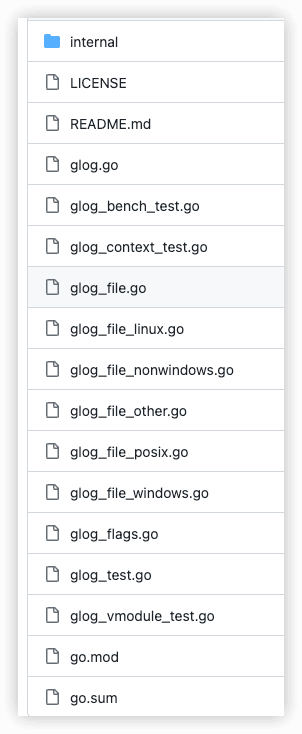 internal
LICENSE
README.md
glog.go
glog_bench_test.go
glog_context_test.go
glog_file.go
glog_file_linux.go
glog_file_nonwindows.go
glog_file_other.go
glog_file_posix.go
glog_file_windows.go
glog_flags.go
glog_test.go
glog_vmodule_test.go
go.mod
go.sum